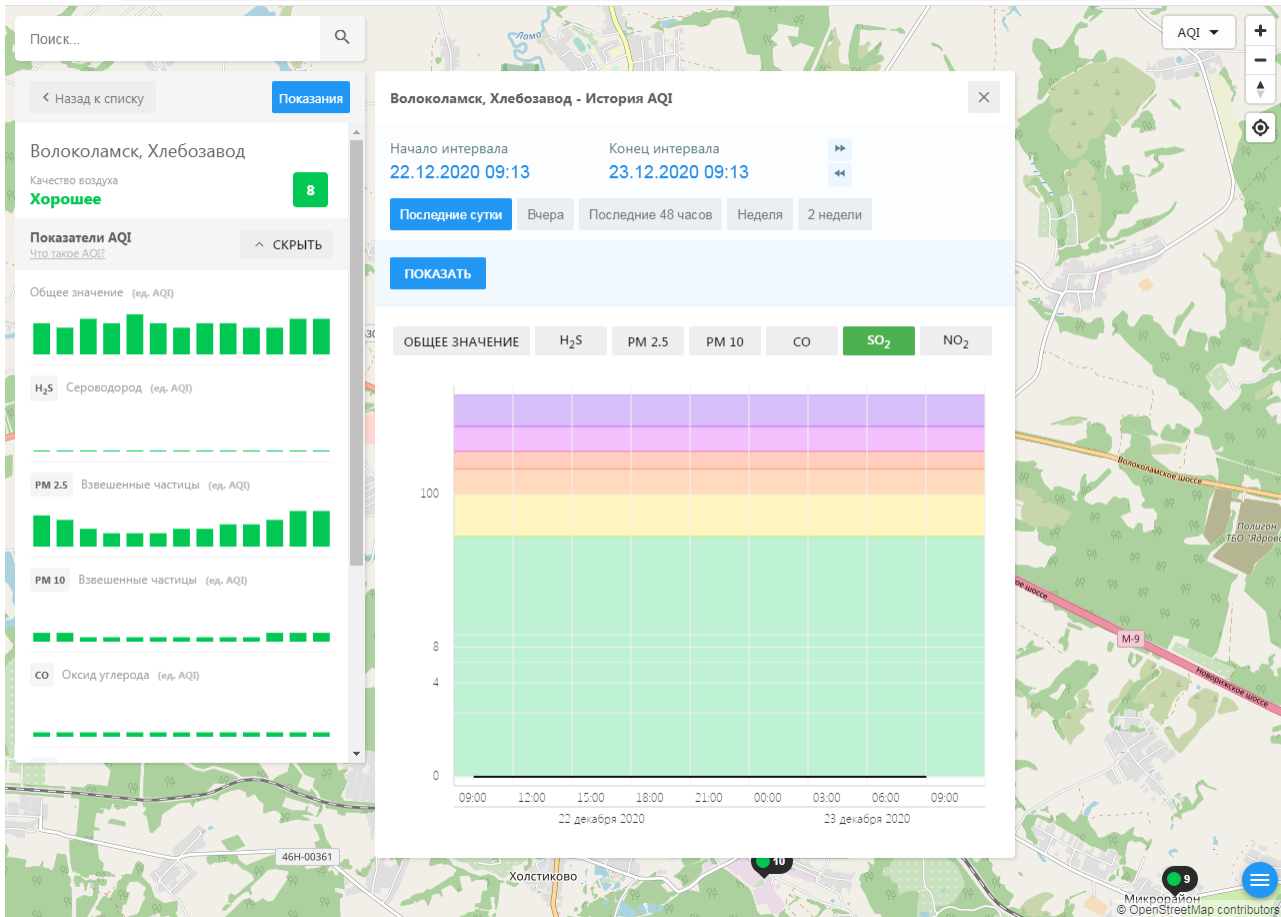 Поиск...
AQI
Ломо
Назад к списку
Показания
Волоколамск, Хлебозавод
Качество воздуха
Хорошее
8
Показатели AQI
Что такое AQI?
СКРЫТЬ
Общее значение (ед. AQI)
H2S Сероводород (ед. AQI)
PM 2.5 Взвешенные частицы (ед. AQI)
PM 10 Взвешенные частицы (ед. AQI)
CO Оксид углерода (ед. AQI)
Волоколамск, Хлебозавод - История AQI
Начало интервала
22.12.2020 09:13
Конец интервала
23.12.2020 09:13
Последние сутки
Вчера
Последние 48 часов
Неделя
2 недели
ПОКАЗАТЬ
ОБЩЕЕ ЗНАЧЕНИЕ
H2S
PM 2.5
PM 10
CO
SO2
NO2
100
8
4
0
09:00 12:00 15:00 18:00 21:00 00:00 03:00 06:00 09:00
22 декабря 2020
23 декабря 2020
Волоколамское шоссе
Полигон
ТБО "Ядрово
шоссе
М-9
Новорижское шоссе
46Н-00361
10
Холстиково
9
Микрорайон
© OpenStreetMap contributors